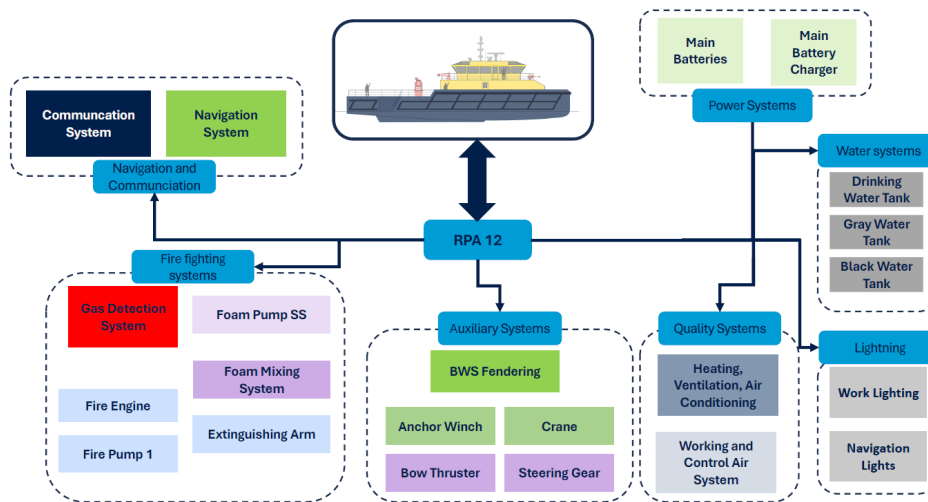 Main
Batteries
Main
Battery
Charger
Power Systems
Communcation
System
Navigation
System
Navigation and
Communciation
Water systems
Drinking
Water Tank
Gray Water
Tank
Black Water
Tank
RPA 12
Fire fighting
systems
Gas Detection
System
Foam Pump SS
Foam Mixing
System
Fire Engine
Extinguishing Arm
Fire Pump 1
Auxiliary Systems
BWS Fendering
Anchor Winch
Crane
Bow Thruster
Steering Gear
Quality Systems
Heating,
Ventilation, Air
Conditioning
Working and
Control Air
System
Lightning
Work Lighting
Navigation
Lights